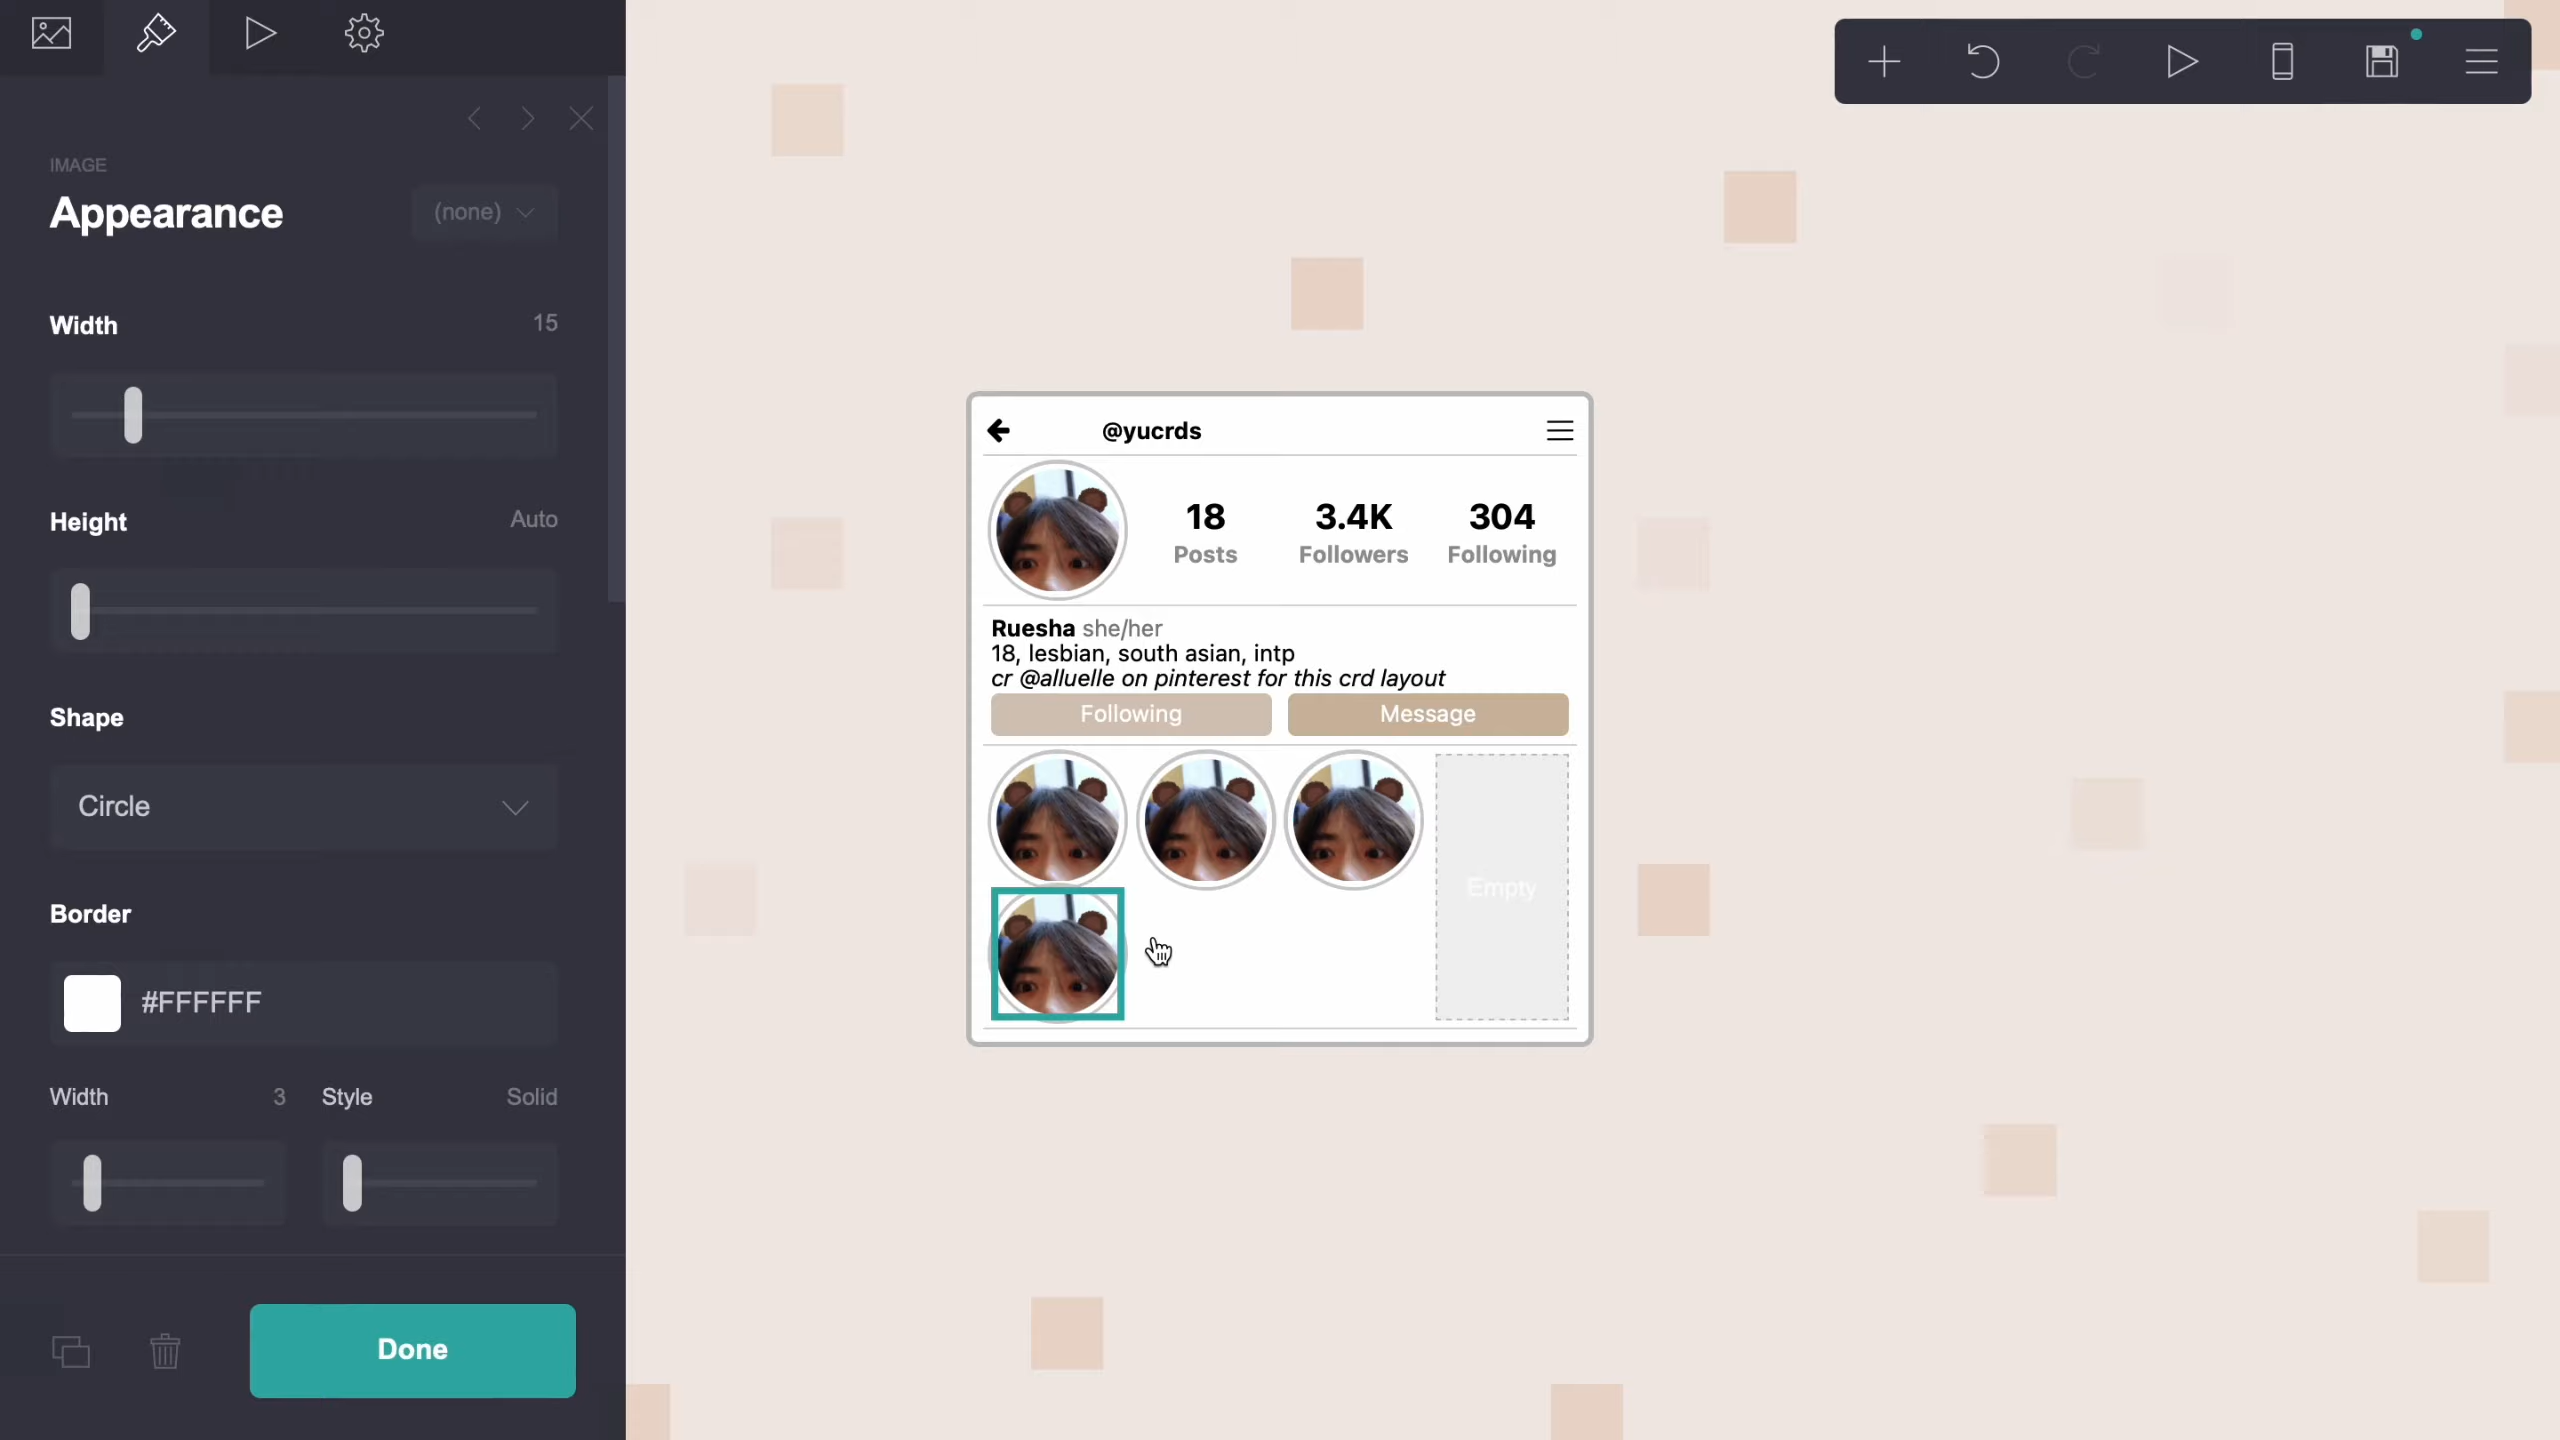 IMAGE
Appearance
(none)
Width
15
Height
Auto
Shape
Circle
Border
#FFFFFF
Width
3
Style
Solid
Done
@yucrds
18
Posts
3.4K
Followers
304
Following
Ruesha she/her
18, lesbian, south asian, intp
cr @alluelle on pinterest for this crd layout
Following
Message
Empty